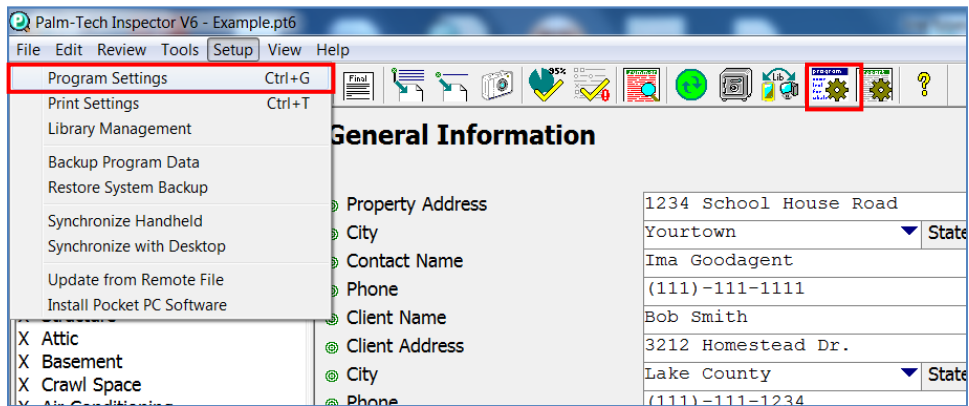 Palm-Tech Inspector V6 - Example.pt6
File Edit Review Tools Setup View Help
Program Settings Ctrl+G
Print Settings Ctrl+T
Library Management
Backup Program Data
Restore System Backup
Synchronize Handheld
Synchronize with Desktop
Update from Remote File
Install Pocket PC Software
X Attic
X Basement
X Crawl Space
X Air Conditioning
Final
95%
Lib
program
?
General Information
Property Address 1234 School House Road
City Yourtown State
Contact Name Ima Goodagent
Phone (111)-111-1111
Client Name Bob Smith
Client Address 3212 Homestead Dr.
City Lake County State
Phone (111)-111-1234